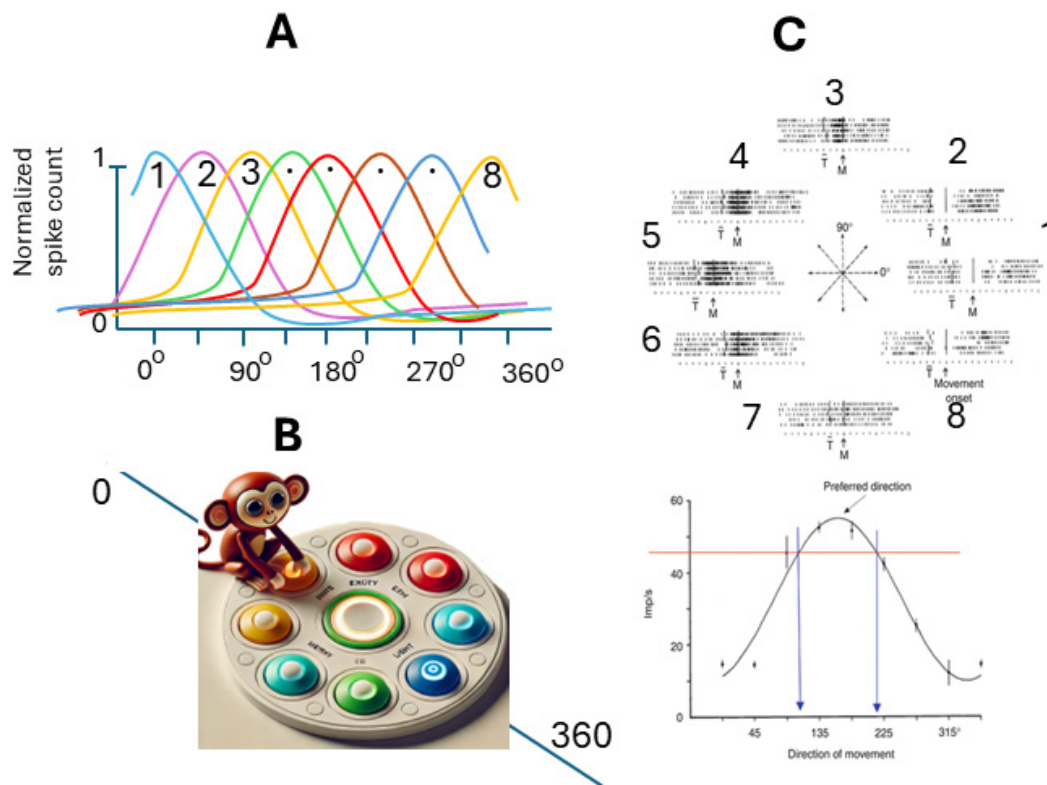 A
Normalized
spike count
1
0
1 2 3 . . . . 8
0° 90° 180° 270° 360°
B
0
360
C
3
T M
4 2
T M T M
5 1
90°
0°
T M T M
6
T M T M
Movement
onset
7 8
T M
Preferred direction
60
40
20
0
Imp/s
45 135 225 315°
Direction of movement